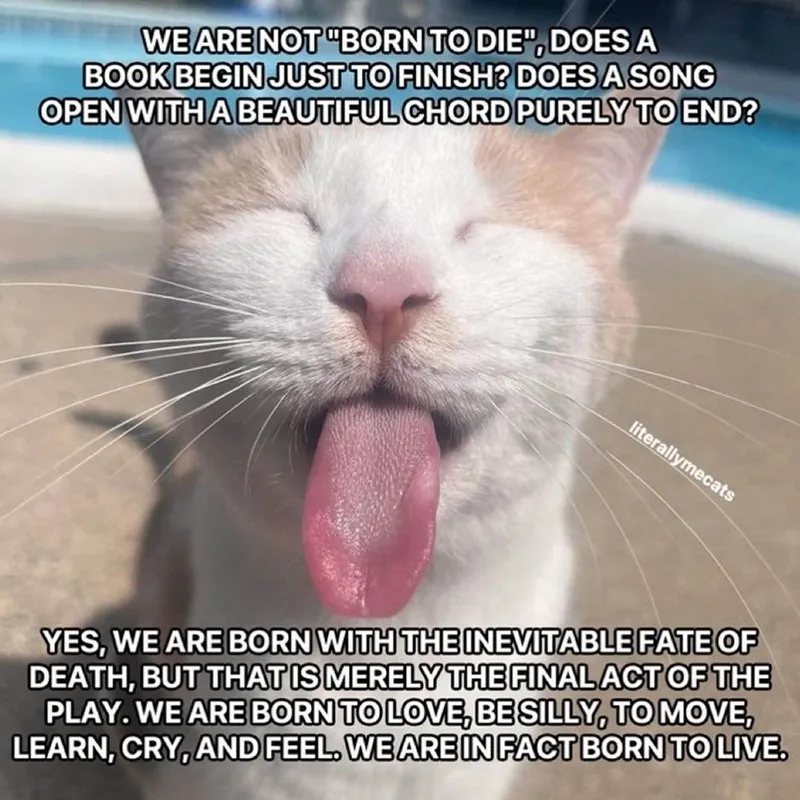 WE ARE NOT "BORN TO DIE", DOES A
BOOK BEGIN JUST TO FINISH? DOES A SONG
OPEN WITH A BEAUTIFUL CHORD PURELY TO END?
literallymecats
YES, WE ARE BORN WITH THE INEVITABLE FATE OF
DEATH, BUT THAT IS MERELY THE FINAL ACT OF THE
PLAY. WE ARE BORN TO LOVE, BE SILLY, TO MOVE,
LEARN, CRY, AND FEEL. WE ARE IN FACT BORN TO LIVE.